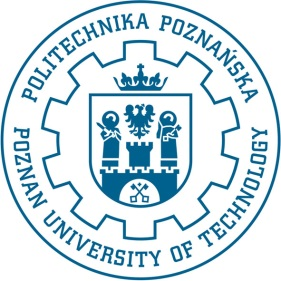 POLITECHNIKA POZNAŃSKA
POZNAN UNIVERSITY OF TECHNOLOGY